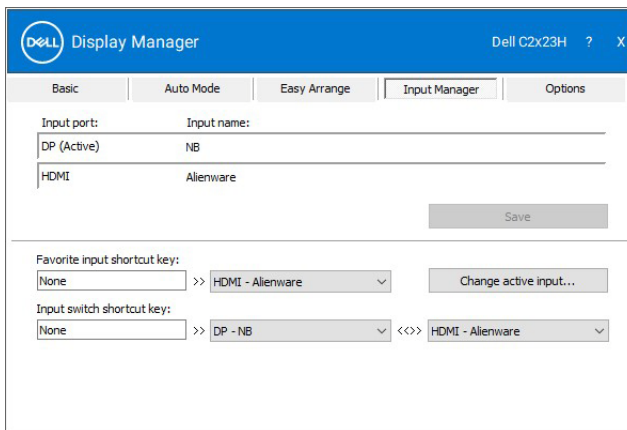 DELL Display Manager Dell C2x23H ? X
Basic Auto Mode Easy Arrange Input Manager Options
Input port: Input name:
DP (Active) NB
HDMI Alienware
Save
Favorite input shortcut key:
None >> HDMI - Alienware Change active input...
Input switch shortcut key:
None >> DP - NB <<>> HDMI - Alienware